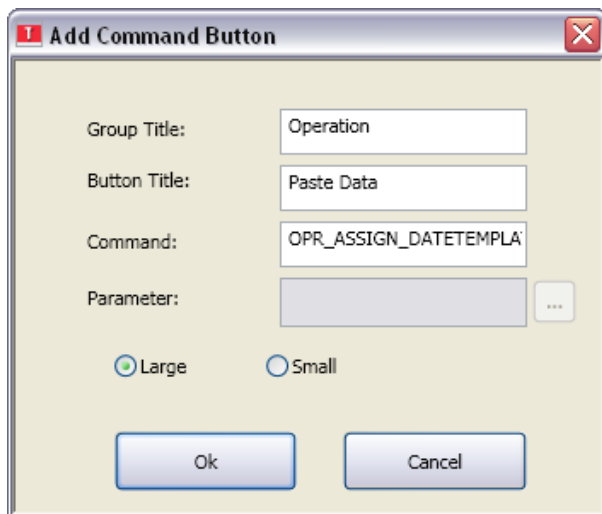 T Add Command Button
Group Title: Operation
Button Title: Paste Data
Command: OPR_ASSIGN_DATETEMPLA
Parameter: ...
Large Small
Ok Cancel